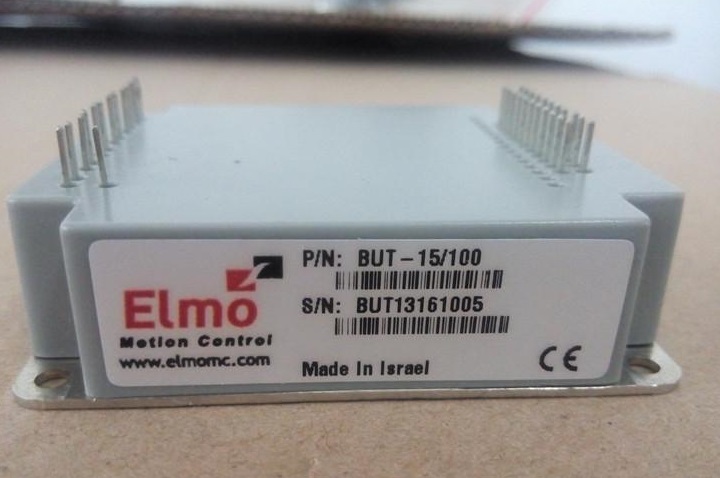 Elmo
Motion Control
www.elmomc.com
P/N: BUT-15/100
S/N: BUT13161005
Made In Israel
CE